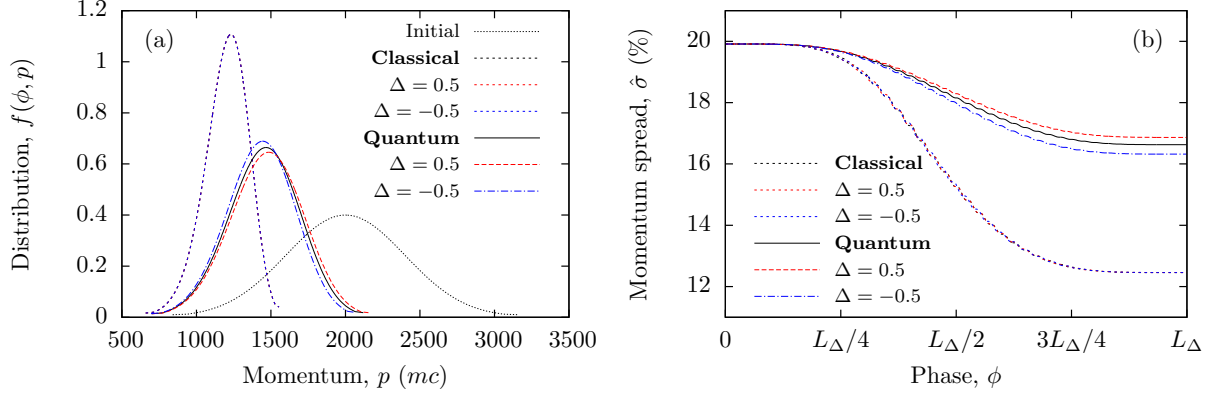 (a)
Distribution, f(ϕ, p)
1.2
1
0.8
0.6
0.4
0.2
0
Initial
Classical
Δ = 0.5
Δ = −0.5
Quantum
Δ = 0.5
Δ = −0.5
500 1000 1500 2000 2500 3000 3500
Momentum, p (mc)
(b)
Momentum spread, σ̂ (%)
20
18
16
14
12
Classical
Δ = 0.5
Δ = −0.5
Quantum
Δ = 0.5
Δ = −0.5
0 L_Δ/4 L_Δ/2 3L_Δ/4 L_Δ
Phase, ϕ